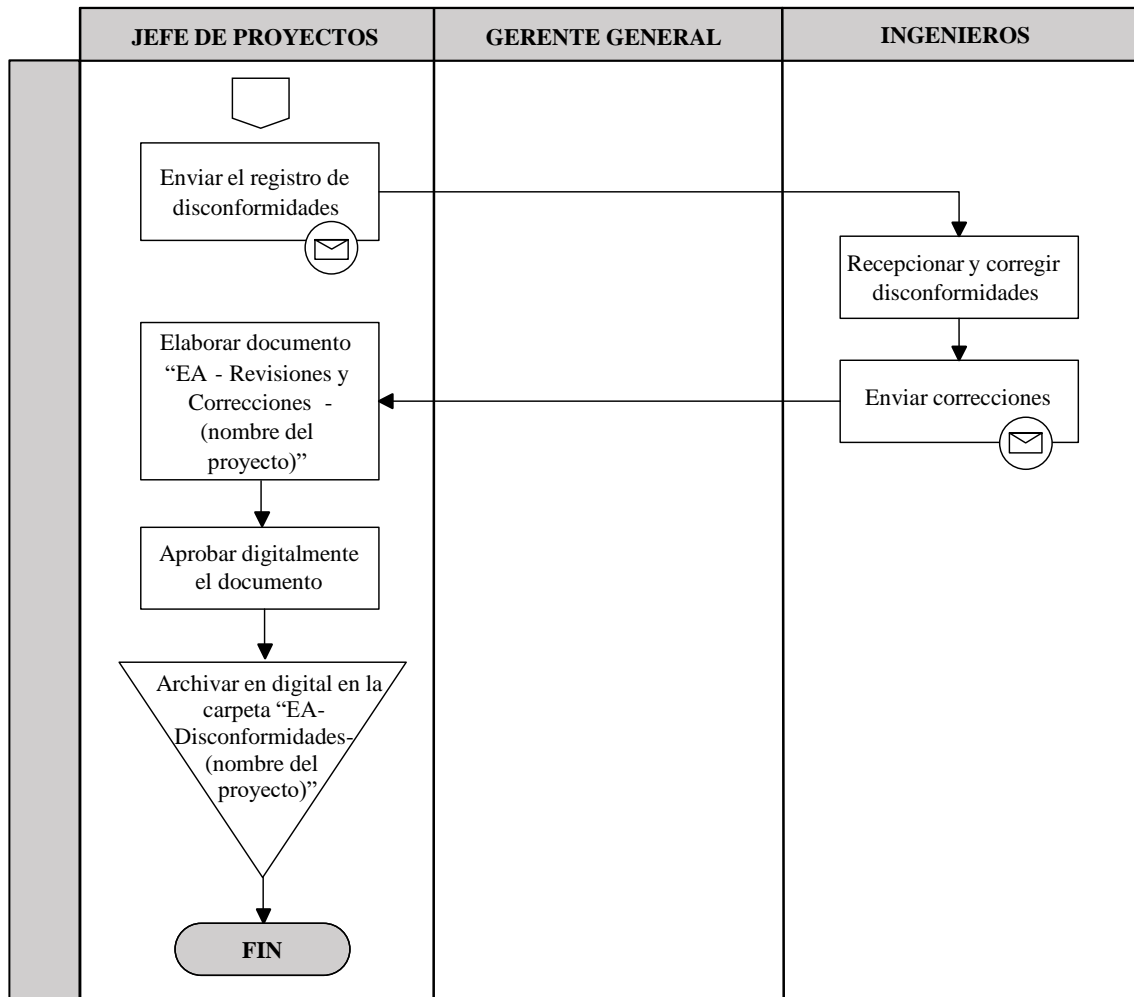 JEFE DE PROYECTOS
GERENTE GENERAL
INGENIEROS
Enviar el registro de
disconformidades
Recepcionar y corregir
disconformidades
Enviar correcciones
Elaborar documento
“EA - Revisiones y
Correcciones -
(nombre del
proyecto)”
Aprobar digitalmente
el documento
Archivar en digital en la
carpeta “EA-
Disconformidades-
(nombre del
proyecto)”
FIN